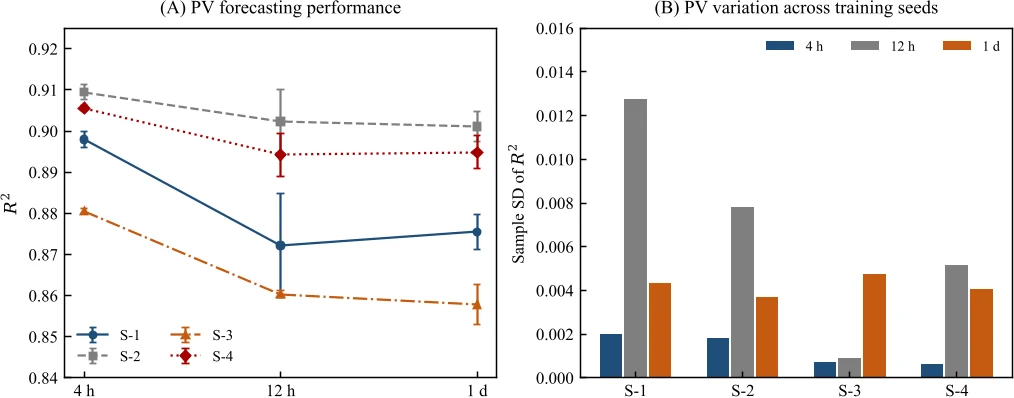 (A) PV forecasting performance
0.92
0.91
0.90
0.89
0.88
0.87
0.86
0.85
0.84
R²
4 h
12 h
1 d
S-1
S-2
S-3
S-4
(B) PV variation across training seeds
0.016
0.014
0.012
0.010
0.008
0.006
0.004
0.002
0.000
Sample SD of R²
4 h
12 h
1 d
S-1
S-2
S-3
S-4